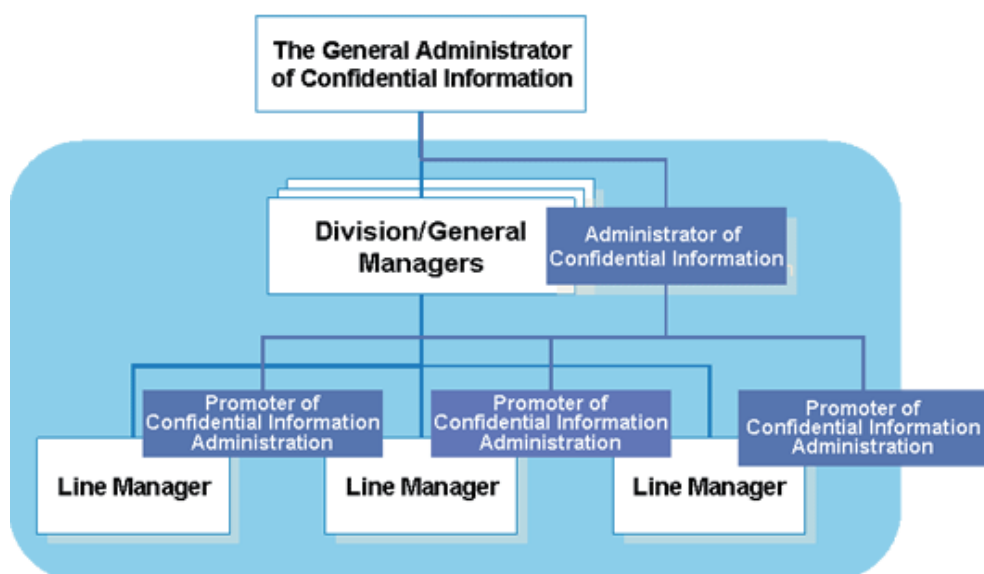 The General Administrator
of Confidential Information
Division/General
Managers
Administrator of
Confidential Information
Promoter of
Confidential Information
Administration
Promoter of
Confidential Information
Administration
Promoter of
Confidential Information
Administration
Line Manager
Line Manager
Line Manager